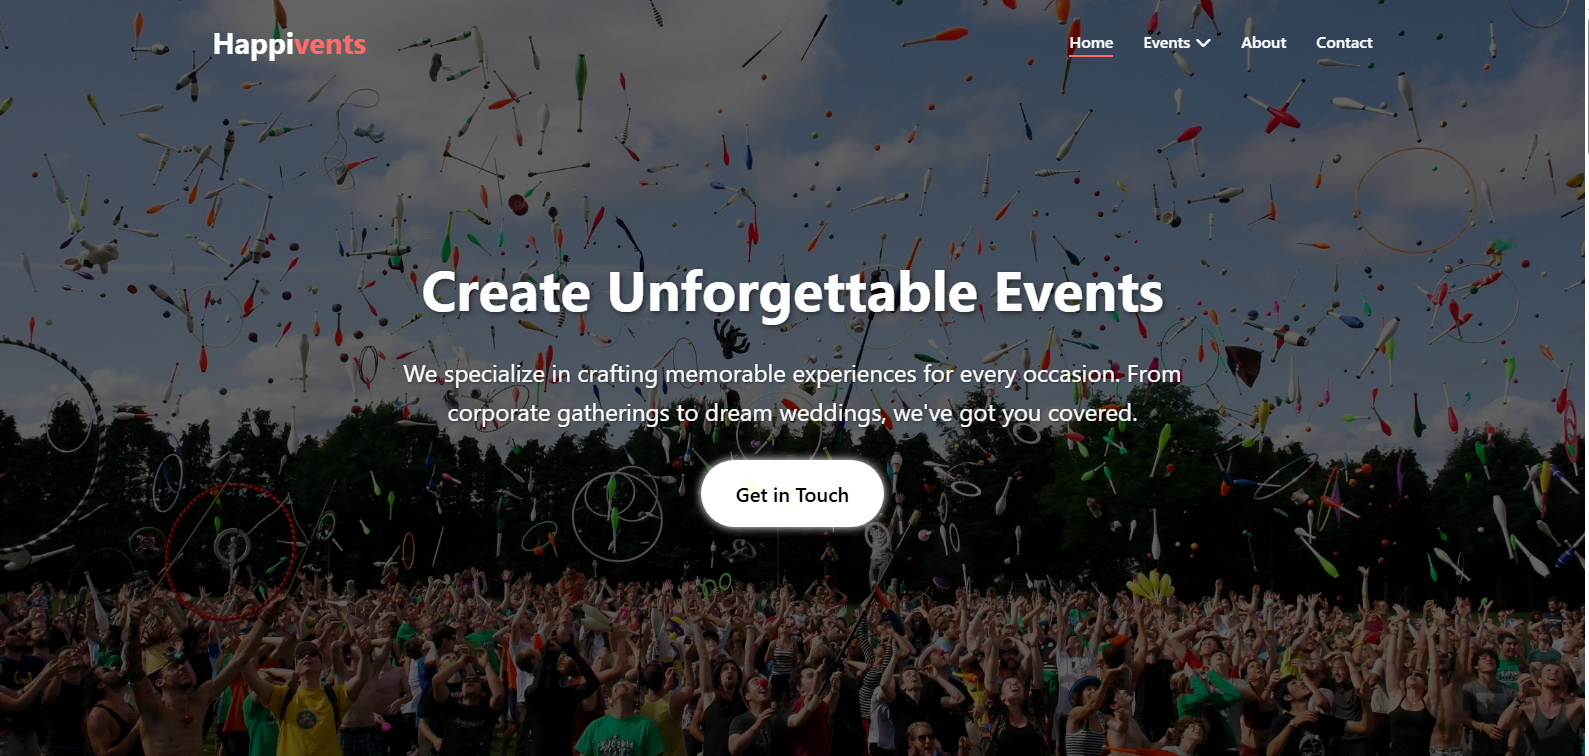 Happivents
Home Events About Contact
Create Unforgettable Events
We specialize in crafting memorable experiences for every occasion. From
corporate gatherings to dream weddings, we've got you covered.
Get in Touch